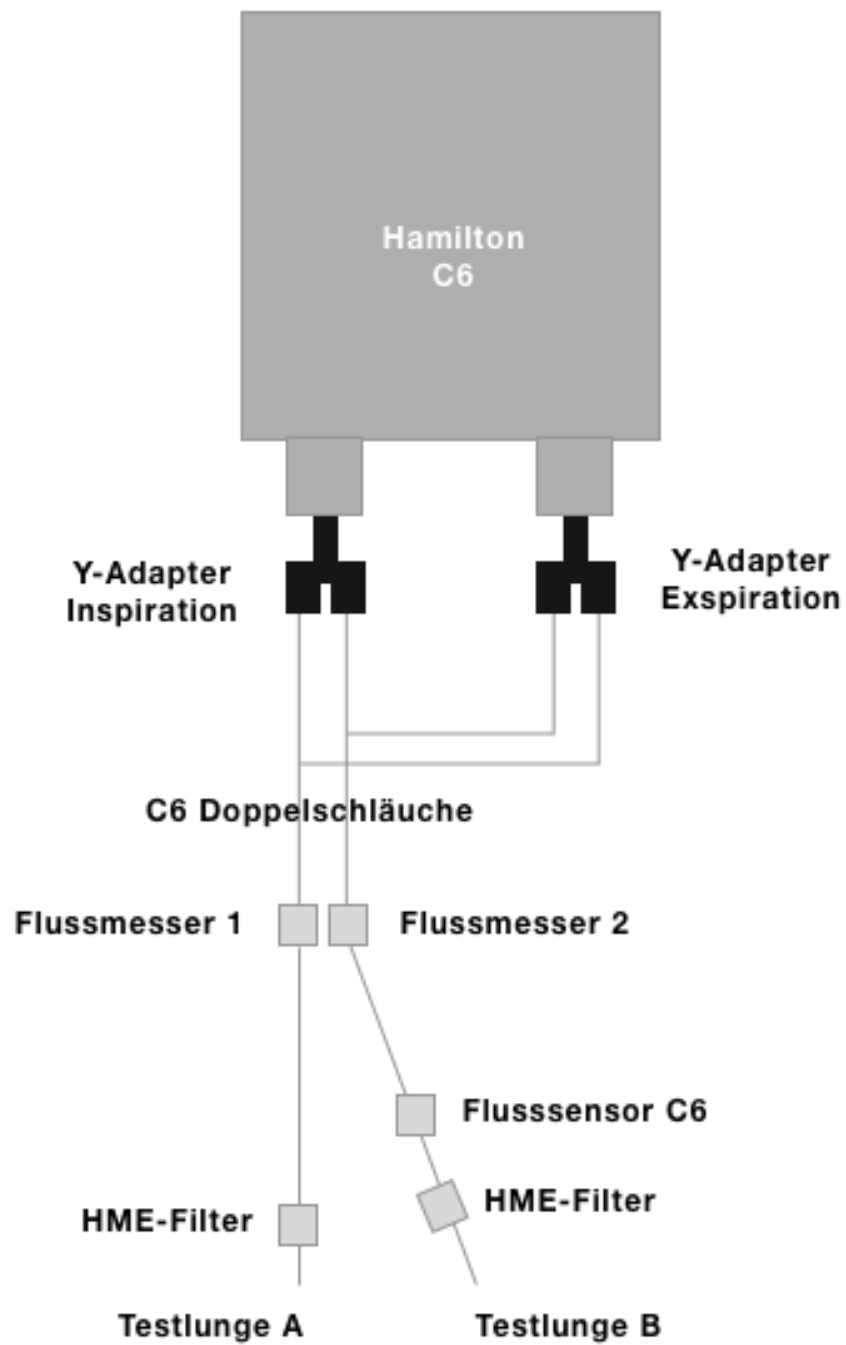 Hamilton
C6
Y-Adapter
Inspiration
Y-Adapter
Exspiration
C6 Doppelschläuche
Flussmesser 1
Flussmesser 2
Flusssensor C6
HME-Filter
HME-Filter
Testlunge A
Testlunge B